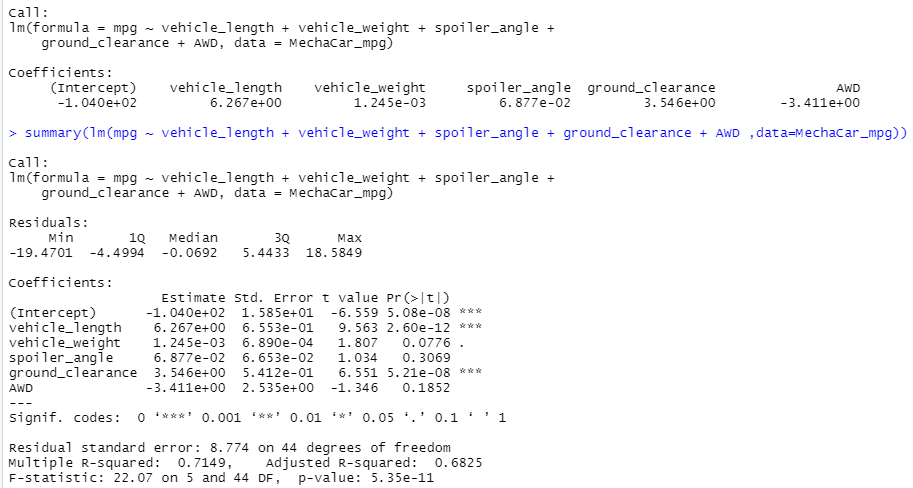 Call:
lm(formula = mpg ~ vehicle_length + vehicle_weight + spoiler_angle +
    ground_clearance + AWD, data = MechaCar_mpg)
Coefficients:
     (Intercept)    vehicle_length    vehicle_weight     spoiler_angle  ground_clearance               AWD
      -1.040e+02         6.267e+00         1.245e-03         6.877e-02         3.546e+00        -3.411e+00
> summary(lm(mpg ~ vehicle_length + vehicle_weight + spoiler_angle + ground_clearance + AWD ,data=MechaCar_mpg))
Call:
lm(formula = mpg ~ vehicle_length + vehicle_weight + spoiler_angle +
    ground_clearance + AWD, data = MechaCar_mpg)
Residuals:
     Min       1Q   Median       3Q      Max
-19.4701  -4.4994  -0.0692   5.4433  18.5849
Coefficients:
                   Estimate Std. Error t value Pr(>|t|)
(Intercept)      -1.040e+02  1.585e+01  -6.559 5.08e-08 ***
vehicle_length    6.267e+00  6.553e-01   9.563 2.60e-12 ***
vehicle_weight    1.245e-03  6.890e-04   1.807   0.0776 .
spoiler_angle     6.877e-02  6.653e-02   1.034   0.3069
ground_clearance  3.546e+00  5.412e-01   6.551 5.21e-08 ***
AWD              -3.411e+00  2.535e+00  -1.346   0.1852
---
Signif. codes:  0 ‘***’ 0.001 ‘**’ 0.01 ‘*’ 0.05 ‘.’ 0.1 ‘ ’ 1
Residual standard error: 8.774 on 44 degrees of freedom
Multiple R-squared:  0.7149,    Adjusted R-squared:  0.6825
F-statistic: 22.07 on 5 and 44 DF,  p-value: 5.35e-11